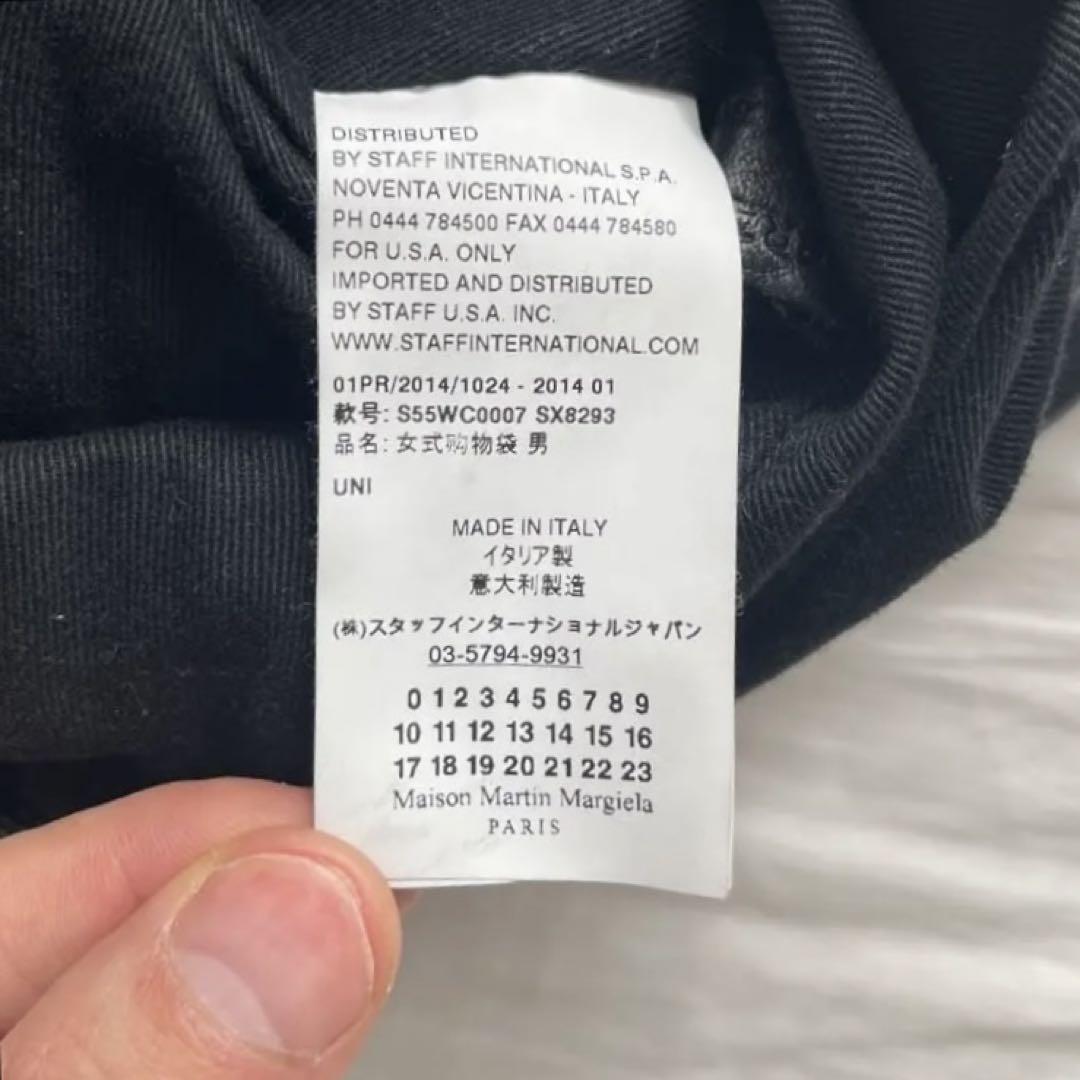 DISTRIBUTED
BY STAFF INTERNATIONAL S.P.A.
NOVENTA VICENTINA - ITALY
PH 0444 784500 FAX 0444 784580
FOR U.S.A. ONLY
IMPORTED AND DISTRIBUTED
BY STAFF U.S.A. INC.
WWW.STAFFINTERNATIONAL.COM
01PR/2014/1024 - 2014 01
款号: S55WC0007 SX8293
品名: 女式购物袋 男
UNI
MADE IN ITALY
イタリア製
意大利製造
(株)スタッフインターナショナルジャパン
03-5794-9931
0 1 2 3 4 5 6 7 8 9
10 11 12 13 14 15 16
17 18 19 20 21 22 23
Maison Martin Margiela
PARIS